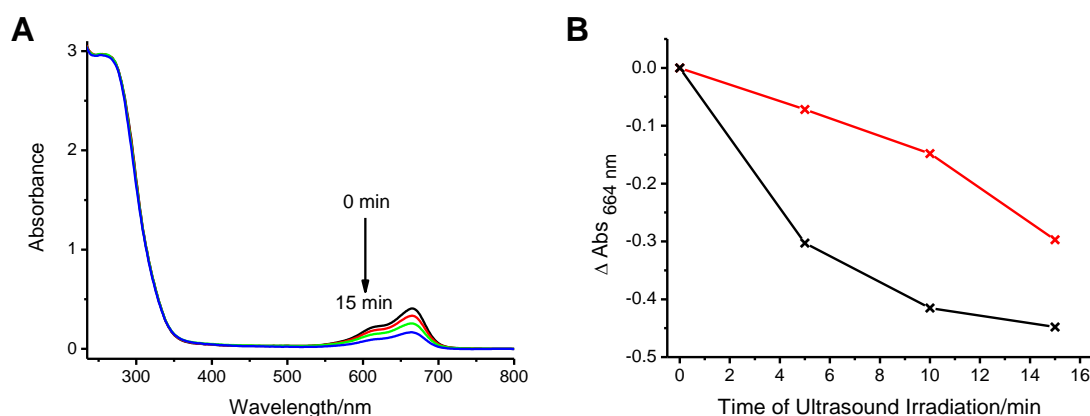 A
3
2
1
0
Absorbance
0 min
15 min
300 400 500 600 700 800
Wavelength/nm
B
0.0
-0.1
-0.2
-0.3
-0.4
-0.5
Δ Abs 664 nm
0 2 4 6 8 10 12 14 16
Time of Ultrasound Irradiation/min